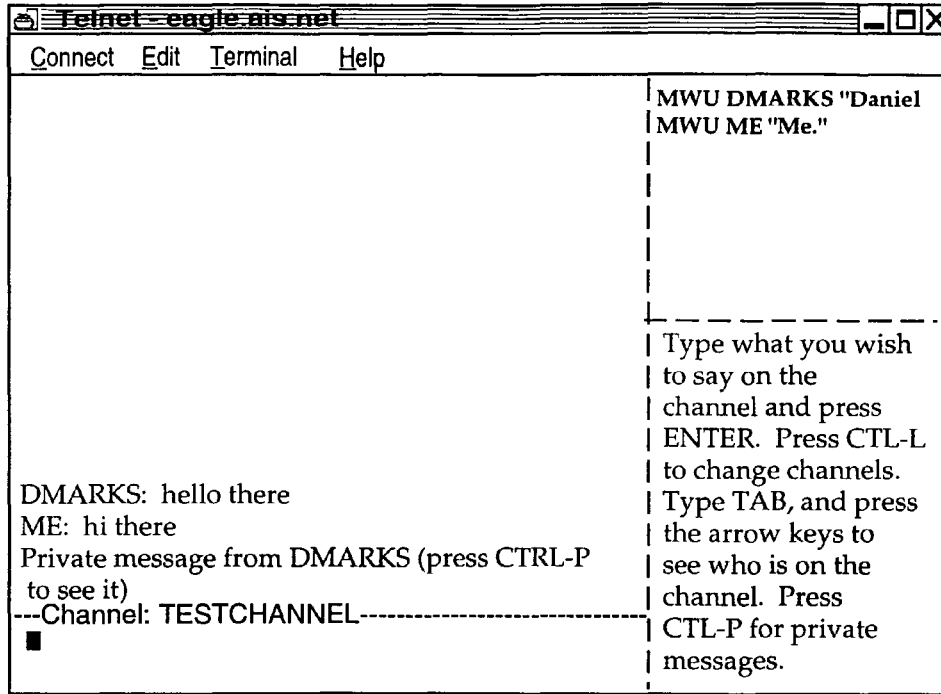 Telnet - eagle.ais.net
Connect Edit Terminal Help
DMARKS: hello there
ME: hi there
Private message from DMARKS (press CTRL-P
to see it)
---Channel: TESTCHANNEL---------------------------
MWU DMARKS "Daniel
MWU ME "Me."
Type what you wish
to say on the
channel and press
ENTER. Press CTL-L
to change channels.
Type TAB, and press
the arrow keys to
see who is on the
channel. Press
CTL-P for private
messages.